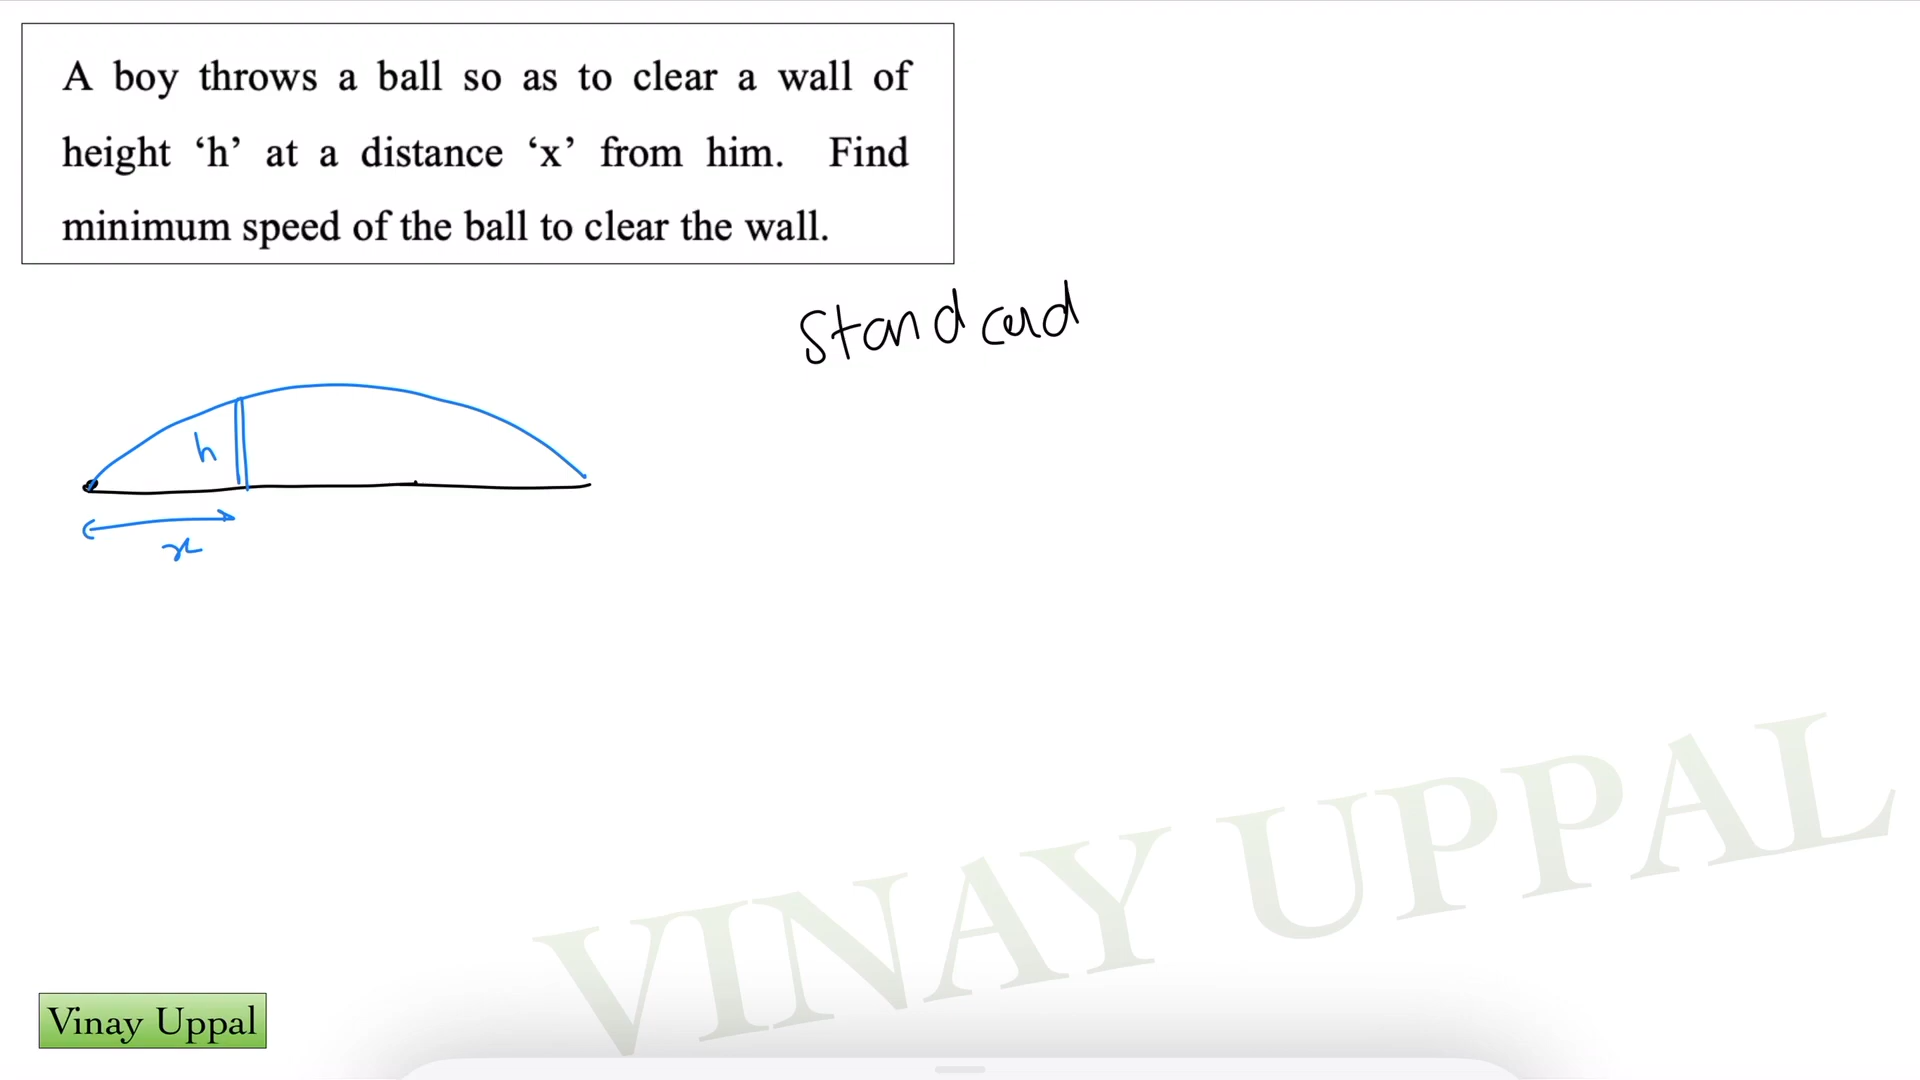 A boy throws a ball so as to clear a wall of
height ‘h’ at a distance ‘x’ from him. Find
minimum speed of the ball to clear the wall.
Standard
h
x
VINAY UPPAL
Vinay Uppal